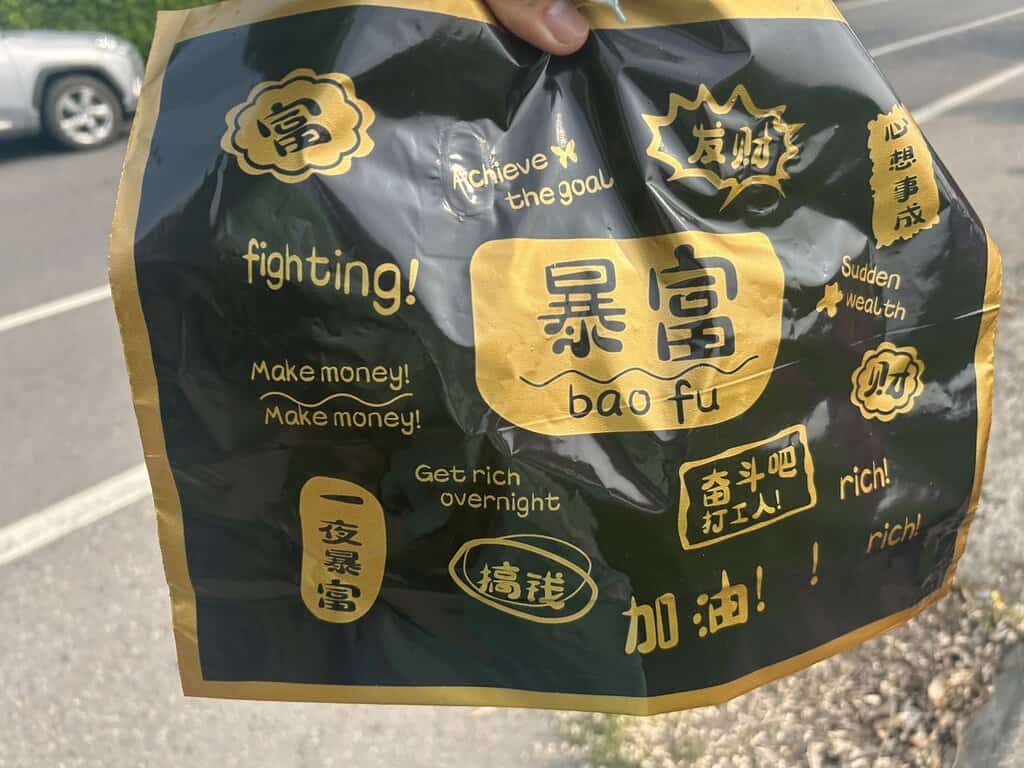 富
Achieve
the goal
发财
心想事成
fighting!
暴富
bao fu
Sudden
wealth
财
Make money!
Make money!
Get rich
overnight
奋斗吧
打工人!
rich!
rich!
一夜暴富
搞钱
加油!
!